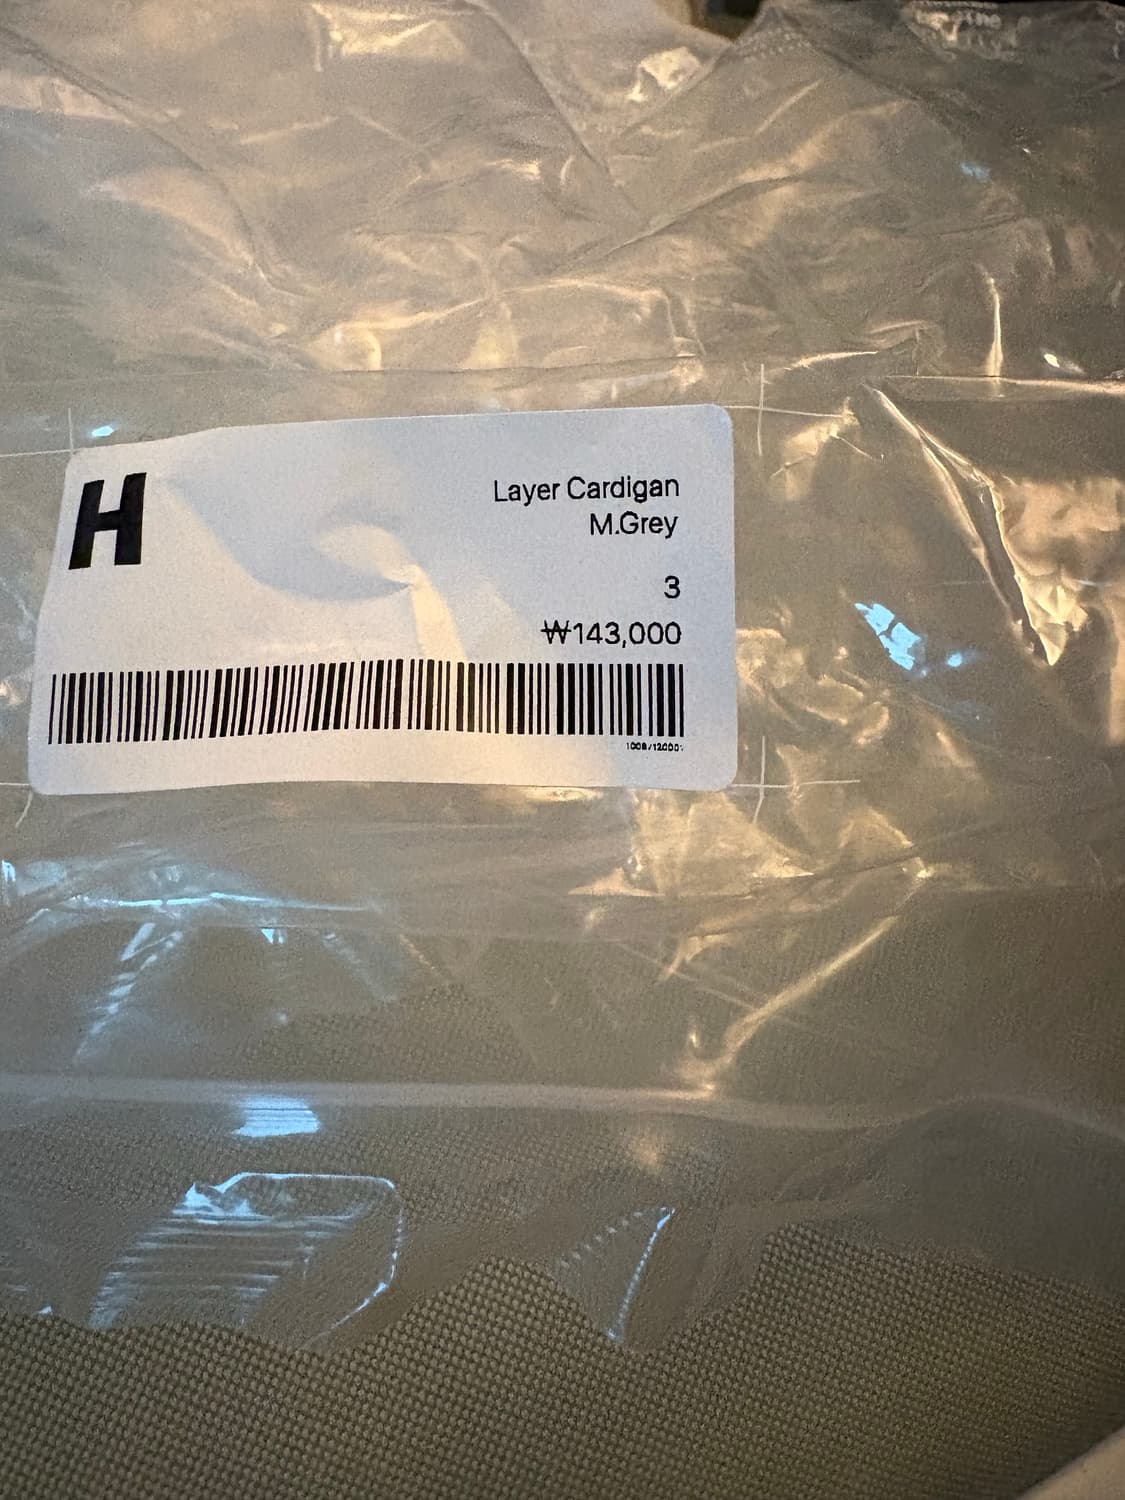 H
Layer Cardigan
M.Grey
3
₩143,000